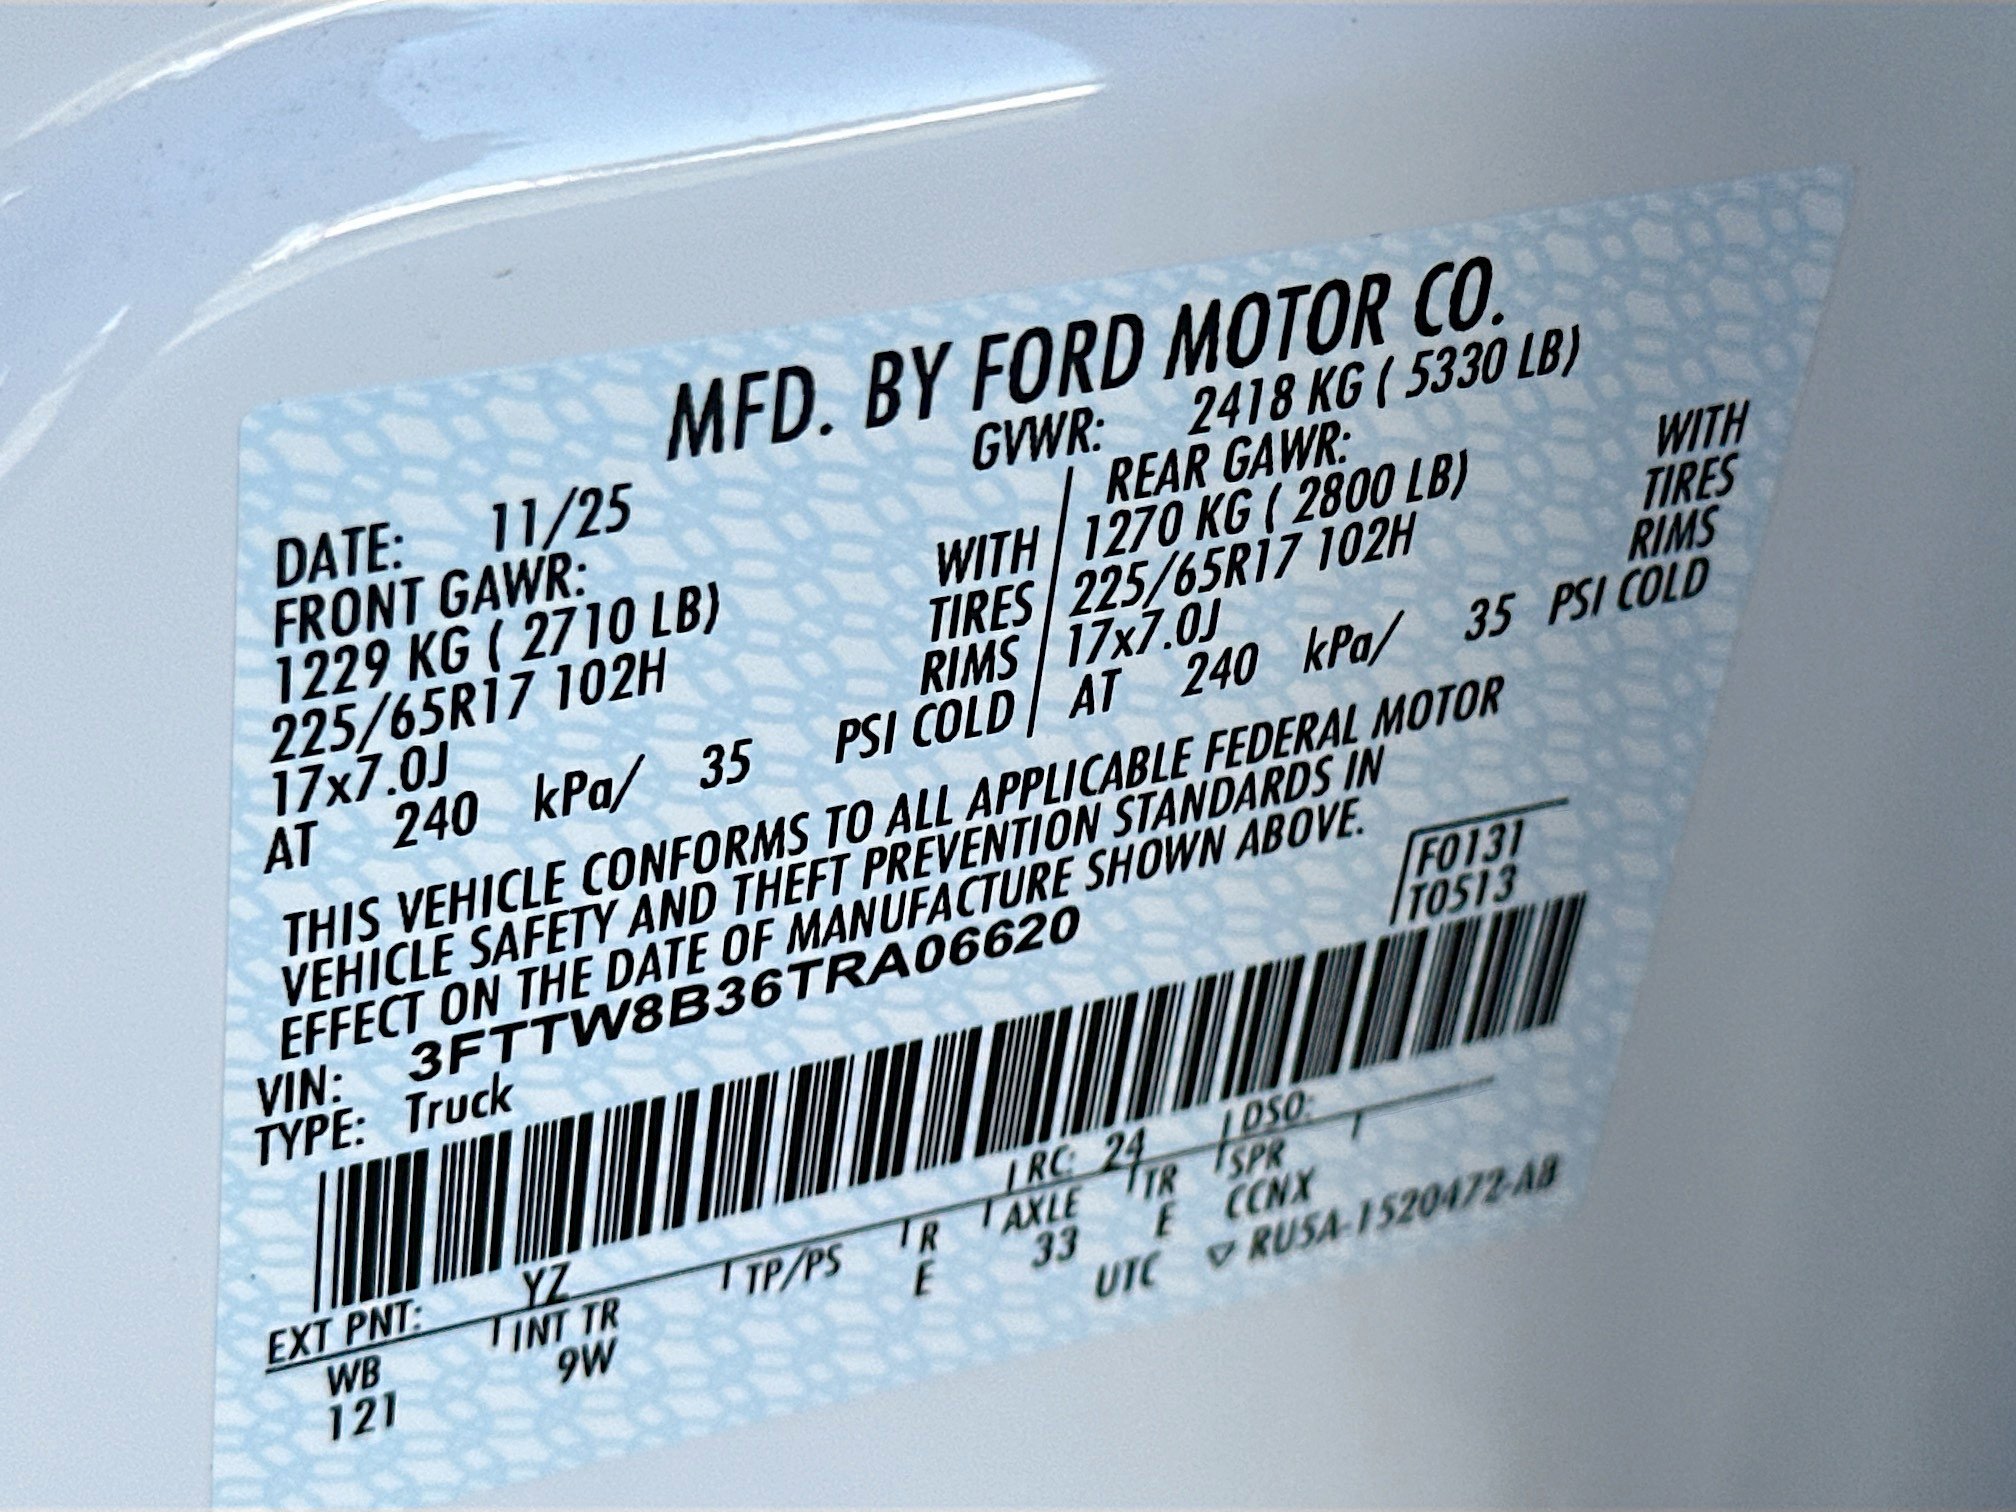 MFD. BY FORD MOTOR CO.
DATE: 11/25 GVWR: 2418 KG ( 5330 LB)
FRONT GAWR: REAR GAWR:
1229 KG ( 2710 LB) WITH 1270 KG ( 2800 LB) WITH
225/65R17 102H TIRES 225/65R17 102H TIRES
17x7.0J RIMS 17x7.0J RIMS
AT 240 kPa/ 35 PSI COLD AT 240 kPa/ 35 PSI COLD
THIS VEHICLE CONFORMS TO ALL APPLICABLE FEDERAL MOTOR
VEHICLE SAFETY AND THEFT PREVENTION STANDARDS IN
EFFECT ON THE DATE OF MANUFACTURE SHOWN ABOVE.
F0131
T0513
VIN: 3FTTW8B36TRA06620
TYPE: Truck
EXT PNT: YZ RC: 24 DSO:
WB INT TR TP/PS R AXLE TR SPR
121 9W E 33 E CCNX
UTC ▽ RU5A-1520472-AB